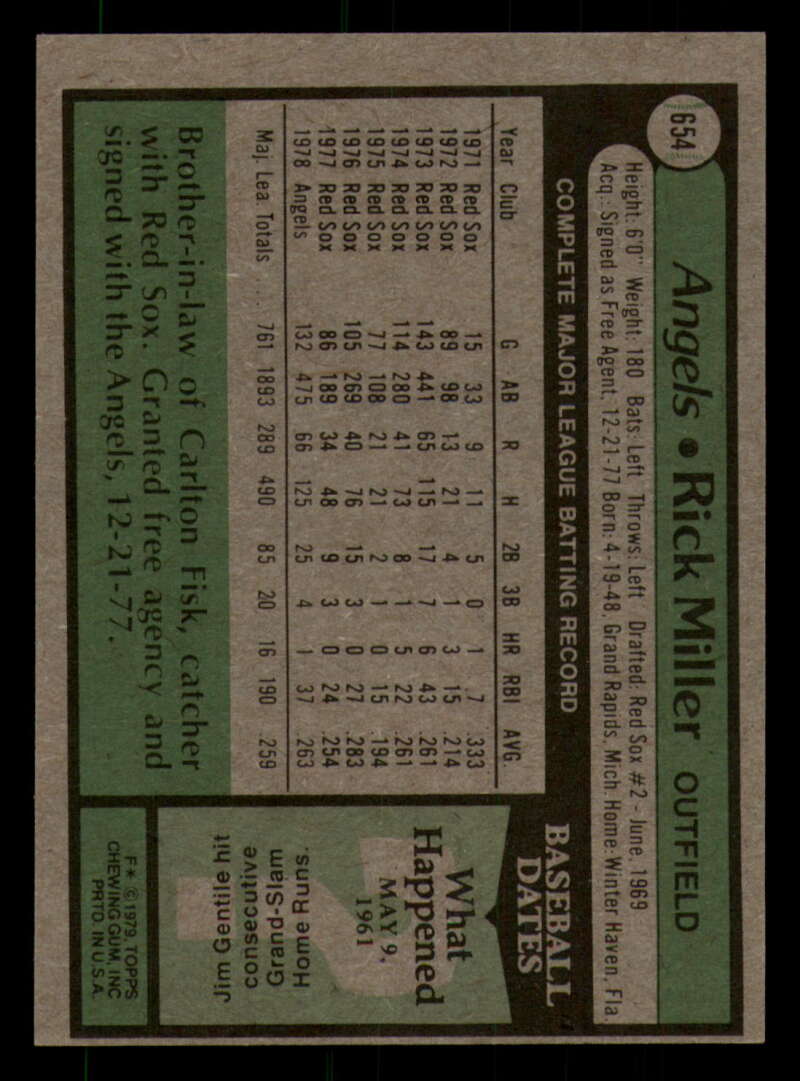 654
Angels • Rick Miller OUTFIELD
Height: 6'0" Weight: 180 Bats: Left Throws: Left Drafted: Red Sox #2 - June, 1969
Acq.: Signed as Free Agent, 12-21-77 Born: 4-19-48, Grand Rapids, Mich. Home: Winter Haven, Fla.
COMPLETE MAJOR LEAGUE BATTING RECORD
Year Club G AB R H 2B 3B HR RBI AVG.
1971 Red Sox 15 33 9 11 5 0 1 7 .333
1972 Red Sox 89 98 13 21 4 1 3 15 .214
1973 Red Sox 143 441 65 115 17 7 6 43 .261
1974 Red Sox 114 280 41 73 8 1 5 22 .261
1975 Red Sox 77 108 21 21 2 1 0 15 .194
1976 Red Sox 105 269 40 76 15 3 0 27 .283
1977 Red Sox 86 189 34 48 9 3 0 24 .254
1978 Angels 132 475 66 125 25 4 1 37 .263
Maj. Lea. Totals . . . 761 1893 289 490 85 20 16 190 .259
Brother-in-law of Carlton Fisk, catcher
with Red Sox. Granted free agency and
signed with the Angels, 12-21-77.
BASEBALL
DATES
What
Happened
MAY 9,
1961
Jim Gentile hit
consecutive
Grand-Slam
Home Runs.
F* © 1979 TOPPS
CHEWING GUM, INC.
PRTD. IN U.S.A.